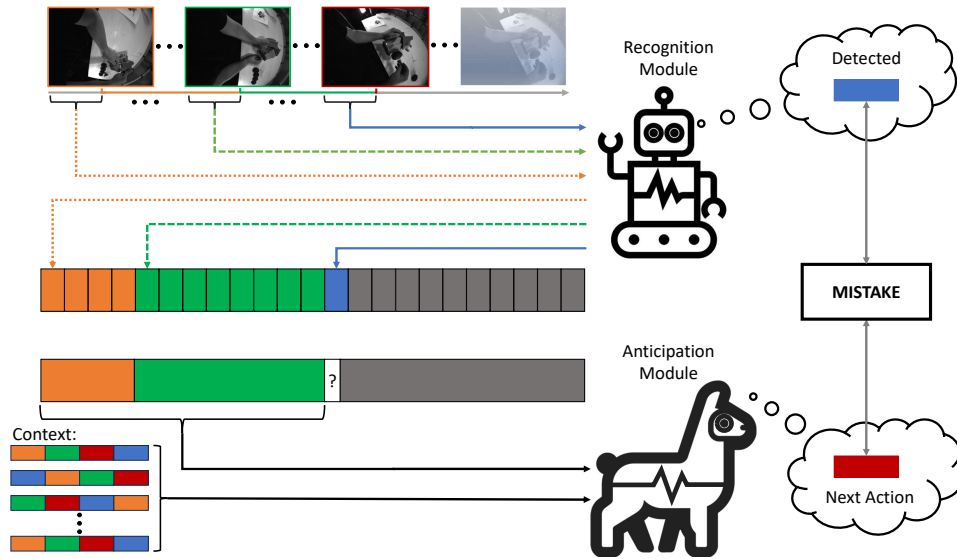 Recognition
Module
Detected
MISTAKE
?
Anticipation
Module
Context:
Next Action